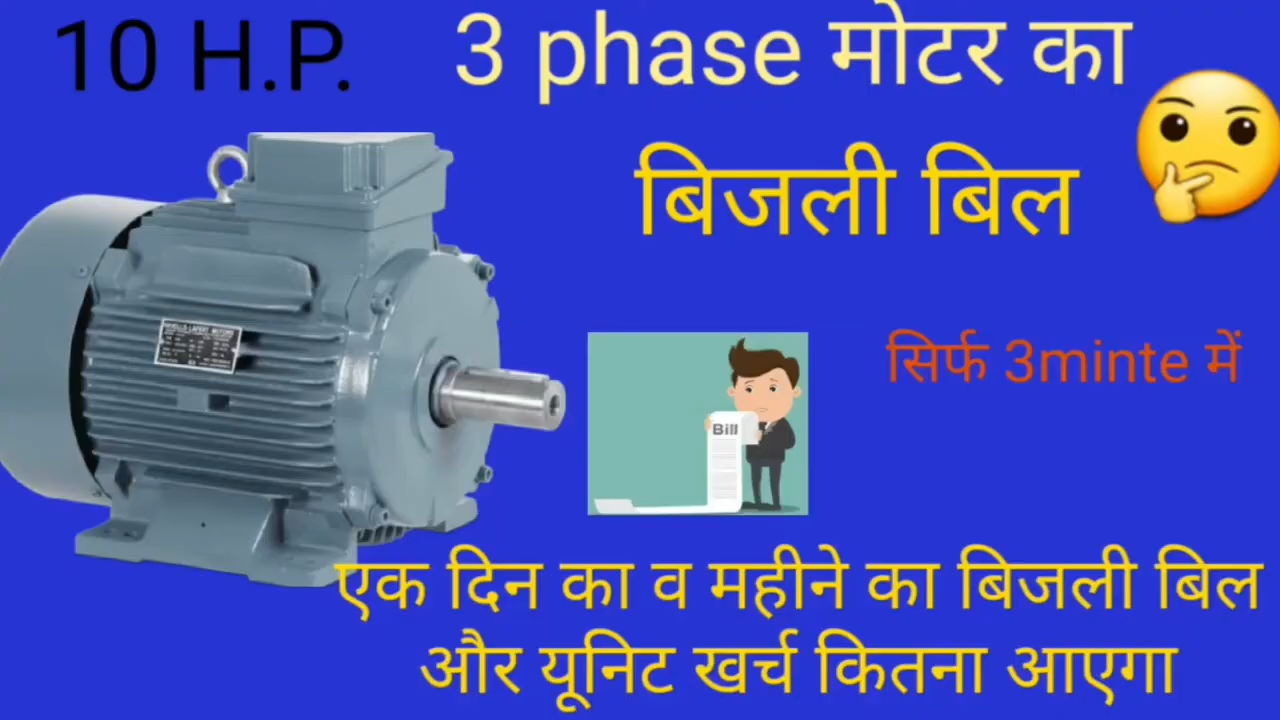 10 H.P.
3 phase मोटर का
बिजली बिल
सिर्फ 3minte में
Bill
एक दिन का व महीने का बिजली बिल
और यूनिट खर्च कितना आएगा